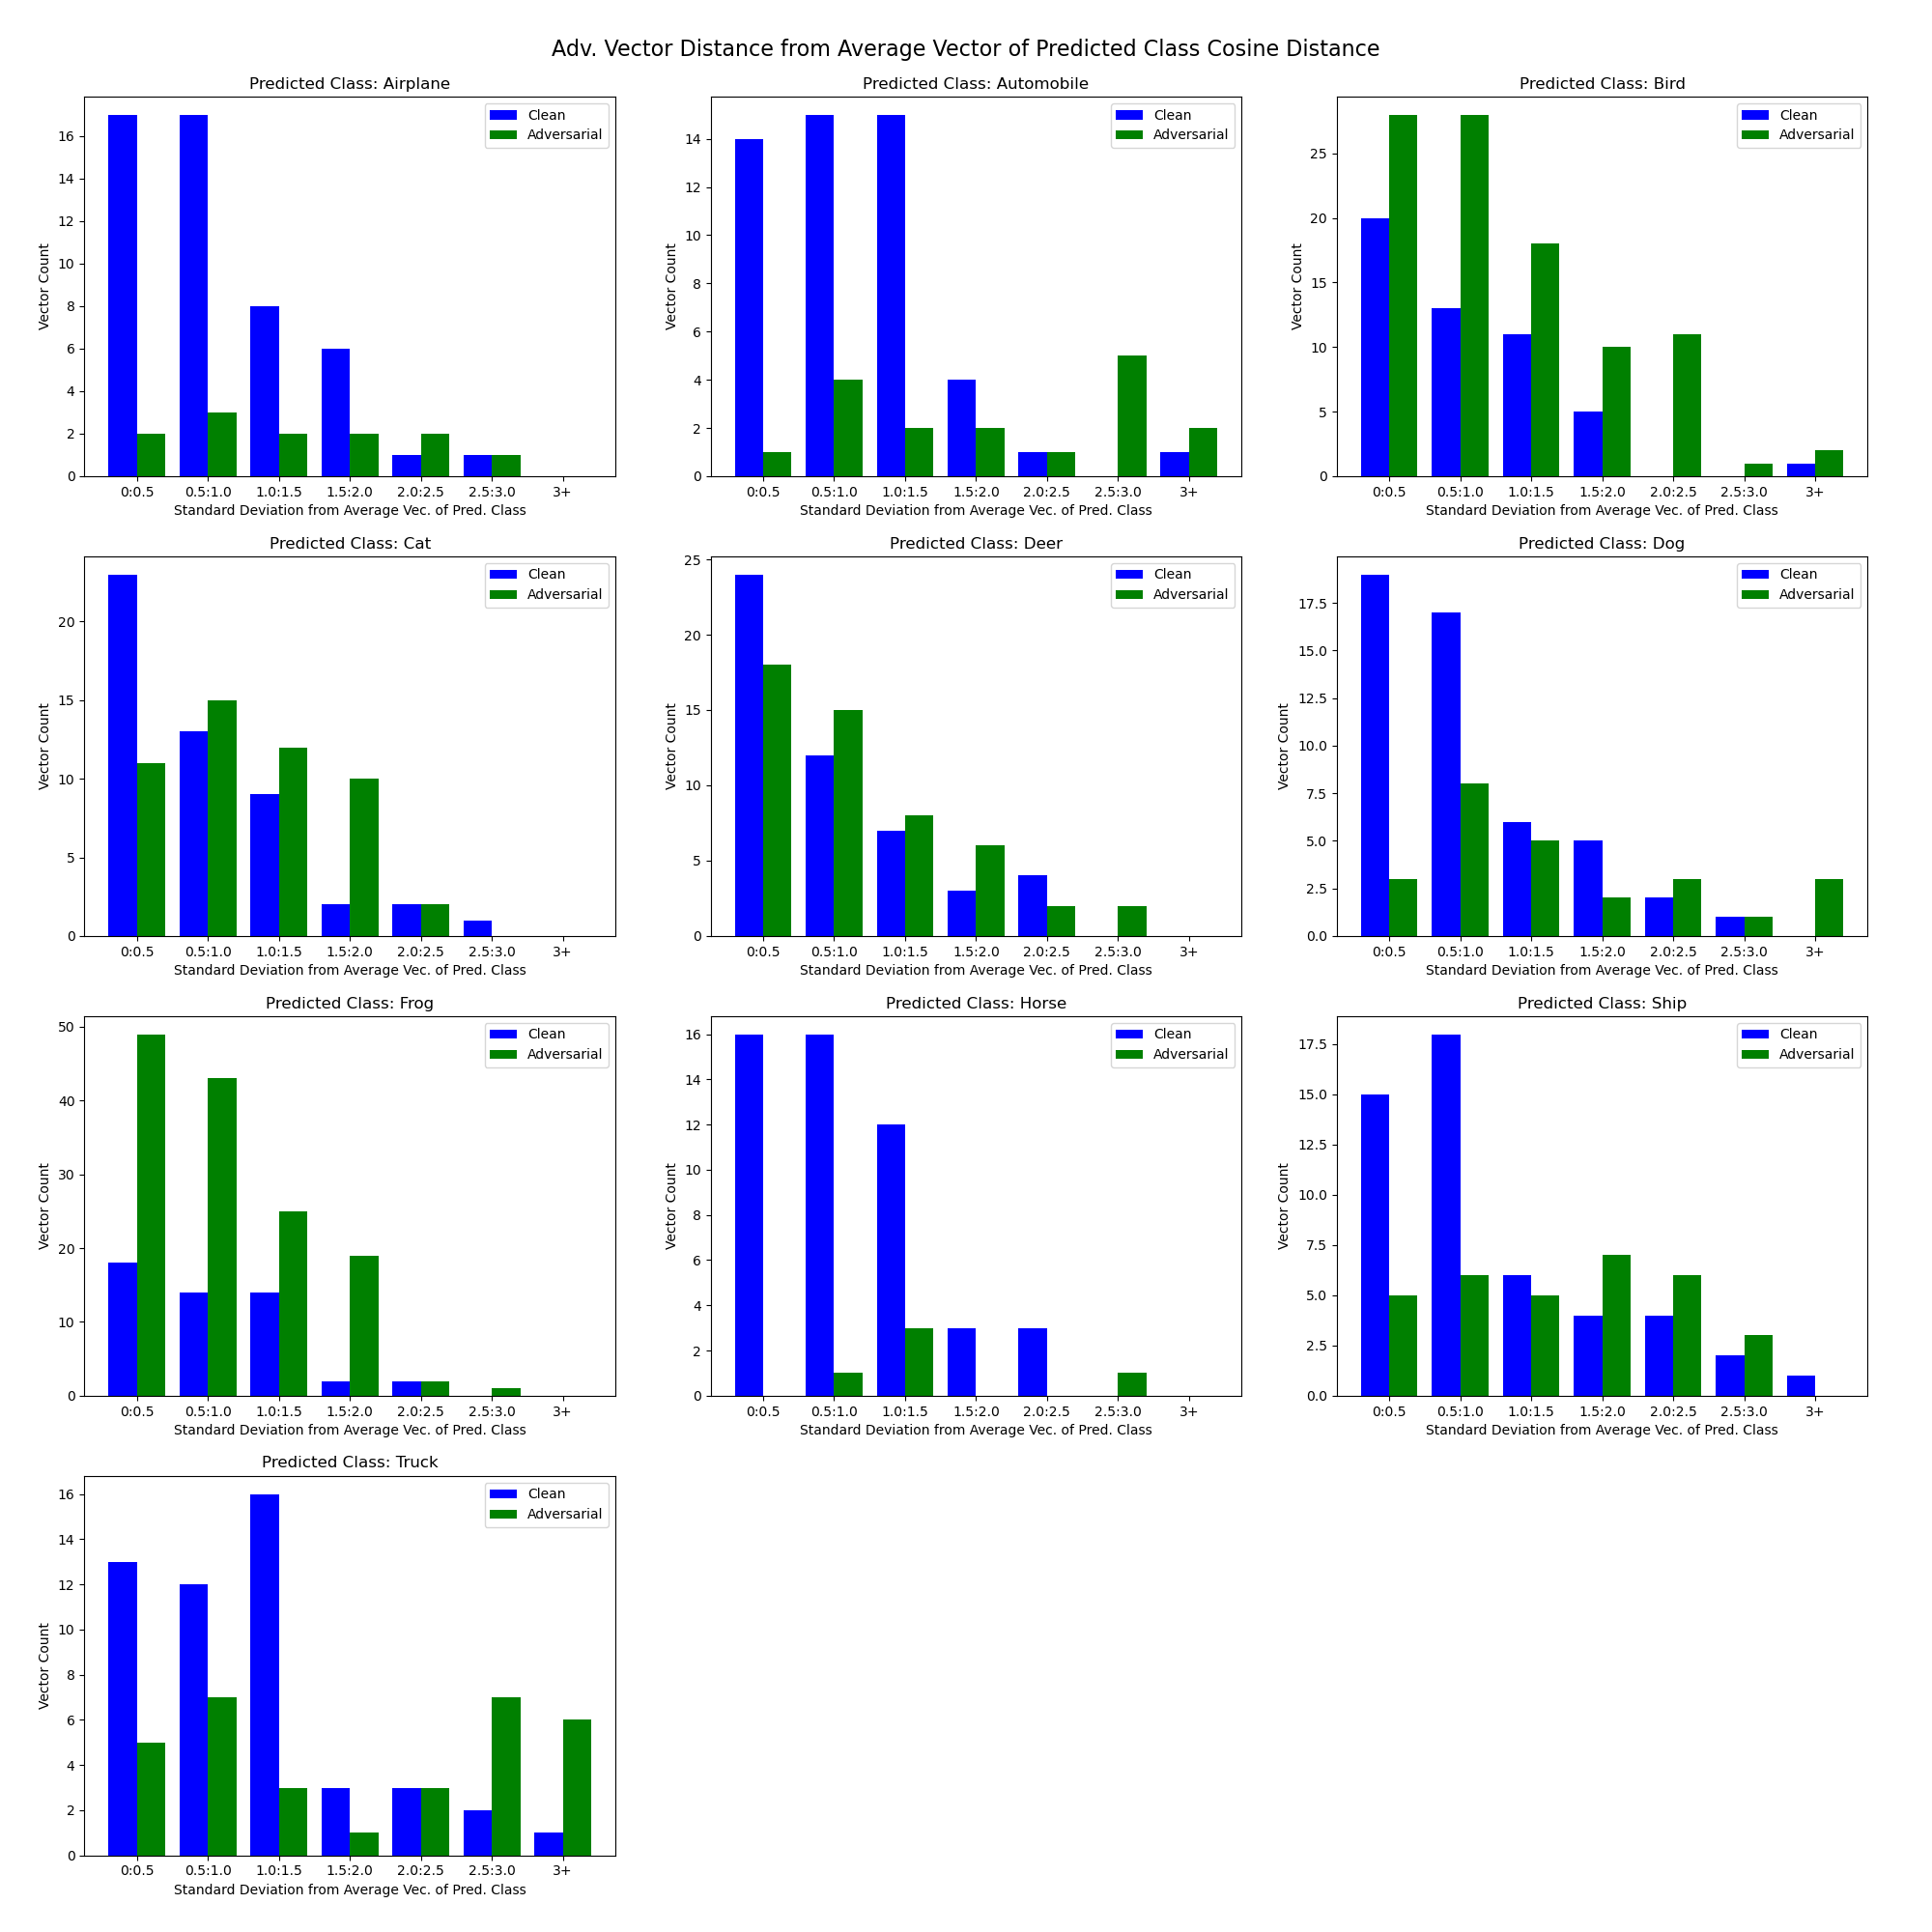 Adv. Vector Distance from Average Vector of Predicted Class Cosine Distance
Predicted Class: Airplane
Clean
Adversarial
Vector Count
16
14
12
10
8
6
4
2
0
0:0.5 0.5:1.0 1.0:1.5 1.5:2.0 2.0:2.5 2.5:3.0 3+
Standard Deviation from Average Vec. of Pred. Class
Predicted Class: Automobile
Clean
Adversarial
Vector Count
14
12
10
8
6
4
2
0
0:0.5 0.5:1.0 1.0:1.5 1.5:2.0 2.0:2.5 2.5:3.0 3+
Standard Deviation from Average Vec. of Pred. Class
Predicted Class: Bird
Clean
Adversarial
Vector Count
25
20
15
10
5
0
0:0.5 0.5:1.0 1.0:1.5 1.5:2.0 2.0:2.5 2.5:3.0 3+
Standard Deviation from Average Vec. of Pred. Class
Predicted Class: Cat
Clean
Adversarial
Vector Count
20
15
10
5
0
0:0.5 0.5:1.0 1.0:1.5 1.5:2.0 2.0:2.5 2.5:3.0 3+
Standard Deviation from Average Vec. of Pred. Class
Predicted Class: Deer
Clean
Adversarial
Vector Count
25
20
15
10
5
0
0:0.5 0.5:1.0 1.0:1.5 1.5:2.0 2.0:2.5 2.5:3.0 3+
Standard Deviation from Average Vec. of Pred. Class
Predicted Class: Dog
Clean
Adversarial
Vector Count
17.5
15.0
12.5
10.0
7.5
5.0
2.5
0.0
0:0.5 0.5:1.0 1.0:1.5 1.5:2.0 2.0:2.5 2.5:3.0 3+
Standard Deviation from Average Vec. of Pred. Class
Predicted Class: Frog
Clean
Adversarial
Vector Count
50
40
30
20
10
0
0:0.5 0.5:1.0 1.0:1.5 1.5:2.0 2.0:2.5 2.5:3.0 3+
Standard Deviation from Average Vec. of Pred. Class
Predicted Class: Horse
Clean
Adversarial
Vector Count
16
14
12
10
8
6
4
2
0
0:0.5 0.5:1.0 1.0:1.5 1.5:2.0 2.0:2.5 2.5:3.0 3+
Standard Deviation from Average Vec. of Pred. Class
Predicted Class: Ship
Clean
Adversarial
Vector Count
17.5
15.0
12.5
10.0
7.5
5.0
2.5
0.0
0:0.5 0.5:1.0 1.0:1.5 1.5:2.0 2.0:2.5 2.5:3.0 3+
Standard Deviation from Average Vec. of Pred. Class
Predicted Class: Truck
Clean
Adversarial
Vector Count
16
14
12
10
8
6
4
2
0
0:0.5 0.5:1.0 1.0:1.5 1.5:2.0 2.0:2.5 2.5:3.0 3+
Standard Deviation from Average Vec. of Pred. Class